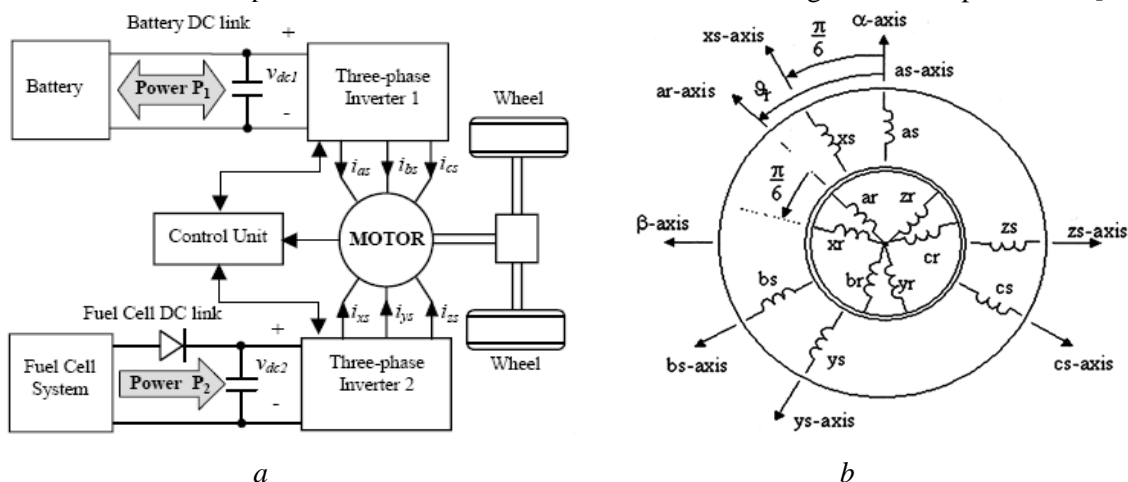 Battery DC link
Battery
Power P1
+
vdc1
-
Three-phase
Inverter 1
Wheel
ias
ibs
ics
Control Unit
MOTOR
Fuel Cell DC link
ixs
iys
izs
Fuel Cell
System
Power P2
+
vdc2
-
Three-phase
Inverter 2
Wheel
a
α-axis
xs-axis
π/6
as-axis
ar-axis
ϑr
xs
as
π/6
ar
zr
β-axis
xr
cr
zs
zs-axis
bs
br
yr
cs
bs-axis
ys
cs-axis
ys-axis
b